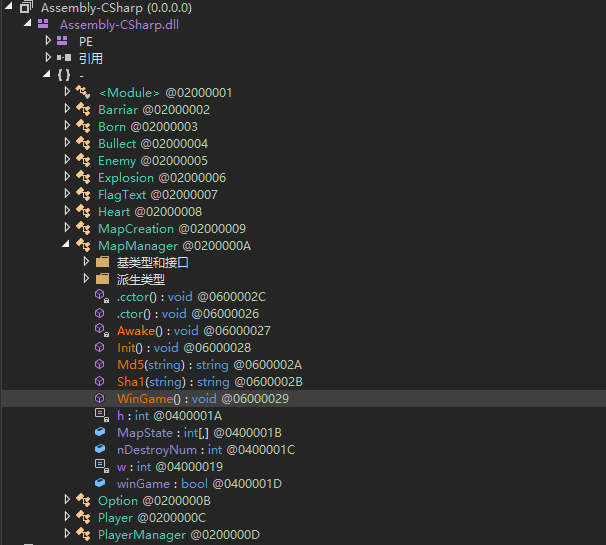 Assembly-CSharp (0.0.0.0)
Assembly-CSharp.dll
PE
引用
{ } -
<Module> @02000001
Barriar @02000002
Born @02000003
Bullect @02000004
Enemy @02000005
Explosion @02000006
FlagText @02000007
Heart @02000008
MapCreation @02000009
MapManager @0200000A
基类型和接口
派生类型
.cctor() : void @0600002C
.ctor() : void @06000026
Awake() : void @06000027
Init() : void @06000028
Md5(string) : string @0600002A
Sha1(string) : string @0600002B
WinGame() : void @06000029
h : int @0400001A
MapState : int[,] @0400001B
nDestroyNum : int @0400001C
w : int @04000019
winGame : bool @0400001D
Option @0200000B
Player @0200000C
PlayerManager @0200000D